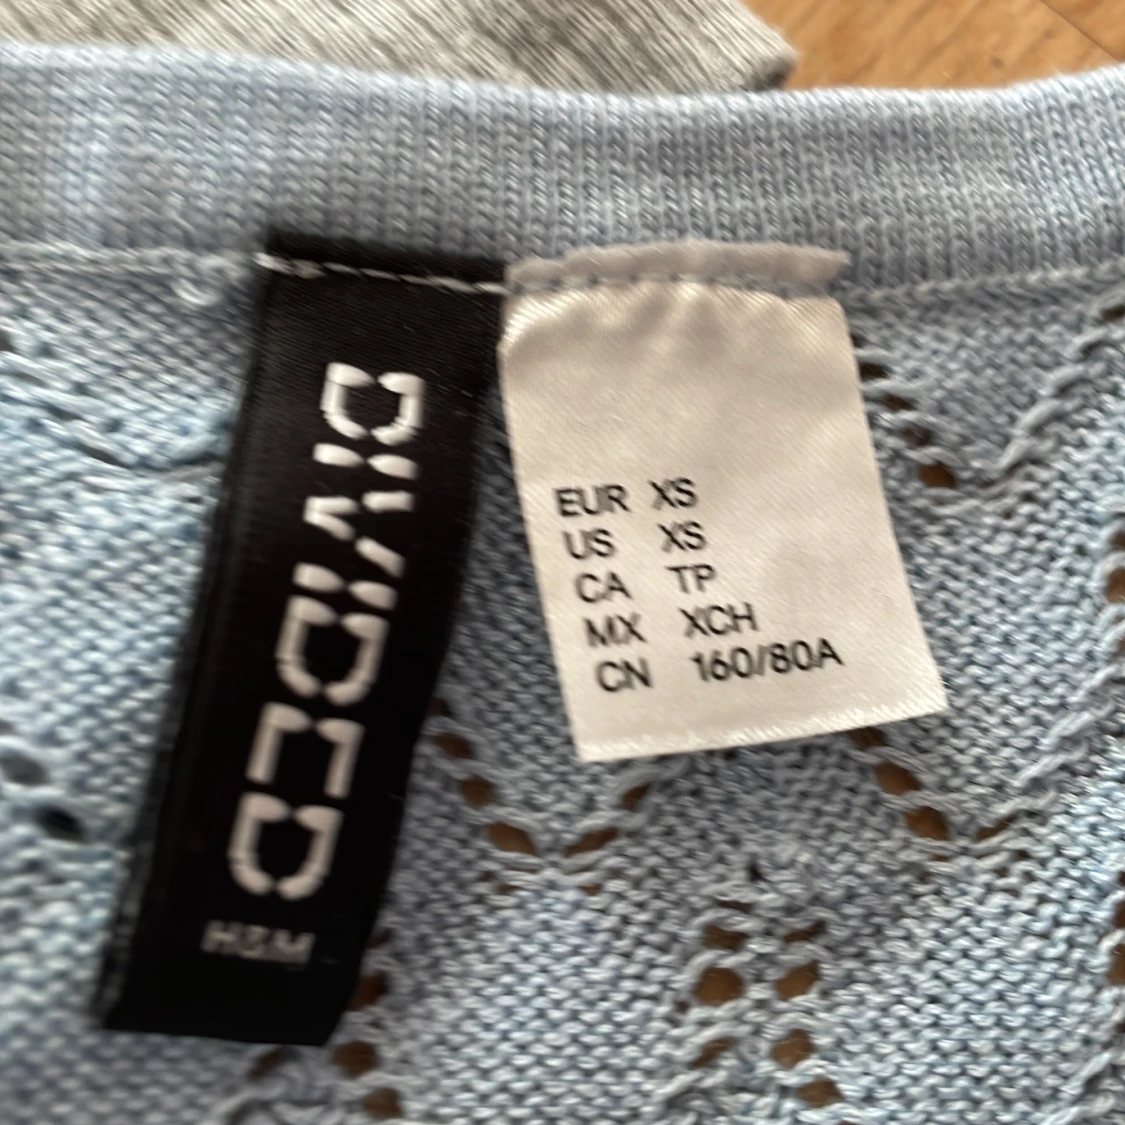 DIVIDED
H&M
EUR XS
US XS
CA TP
MX XCH
CN 160/80A